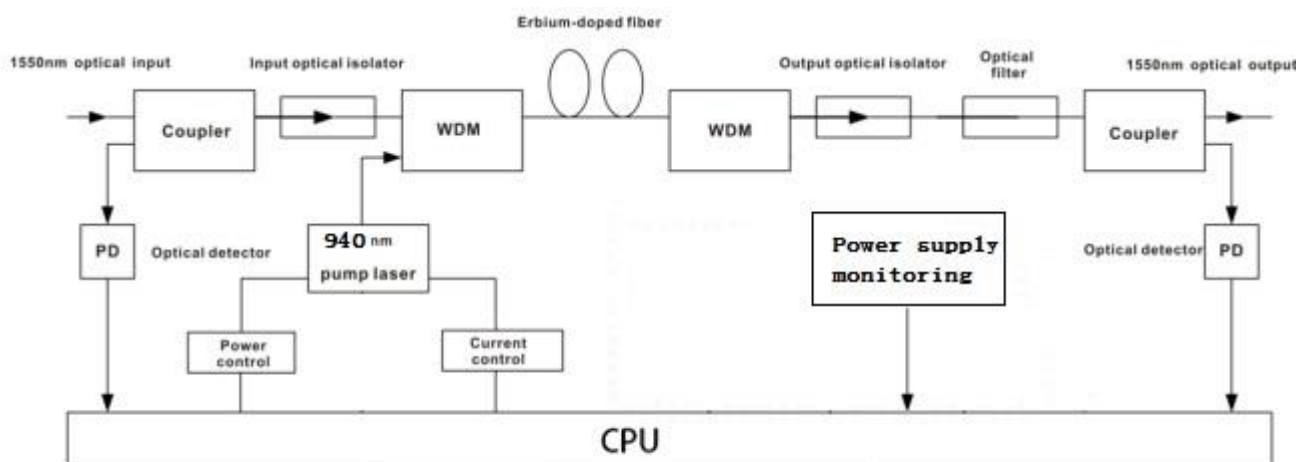 Erbium-doped fiber
1550nm optical input
Input optical isolator
Output optical isolator
Optical
filter
1550nm optical output
Coupler
WDM
WDM
Coupler
PD
Optical detector
940 nm
pump laser
Power supply
monitoring
Optical detector
PD
Power
control
Current
control
CPU